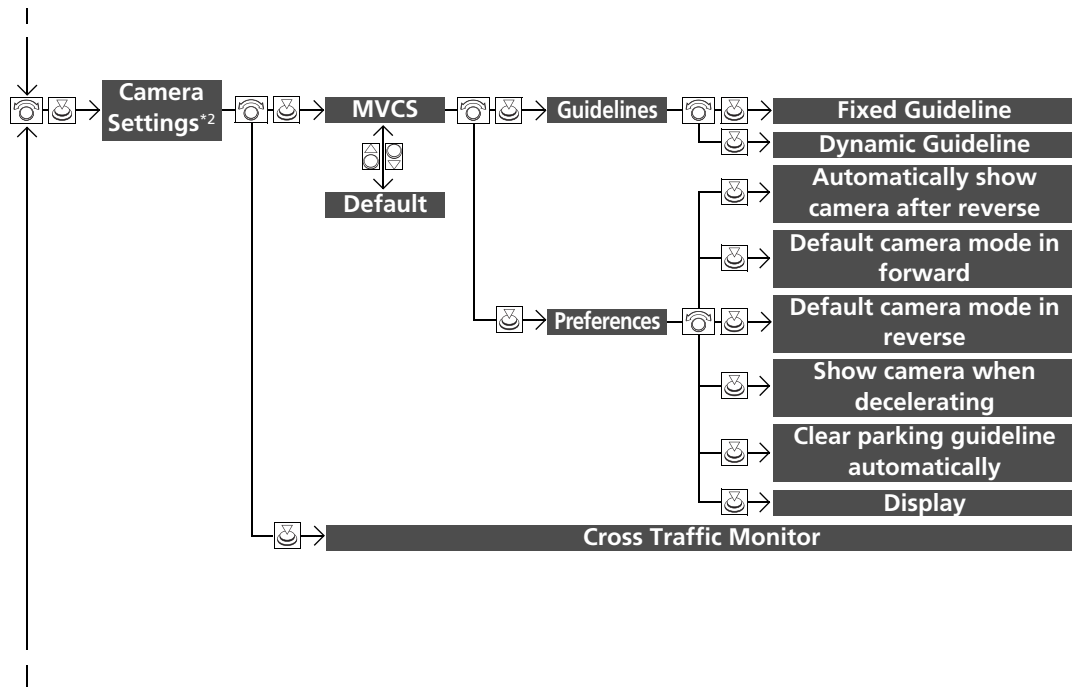 Camera
Settings*2
MVCS
Guidelines
Fixed Guideline
Dynamic Guideline
Default
Automatically show
camera after reverse
Default camera mode in
forward
Preferences
Default camera mode in
reverse
Show camera when
decelerating
Clear parking guideline
automatically
Display
Cross Traffic Monitor